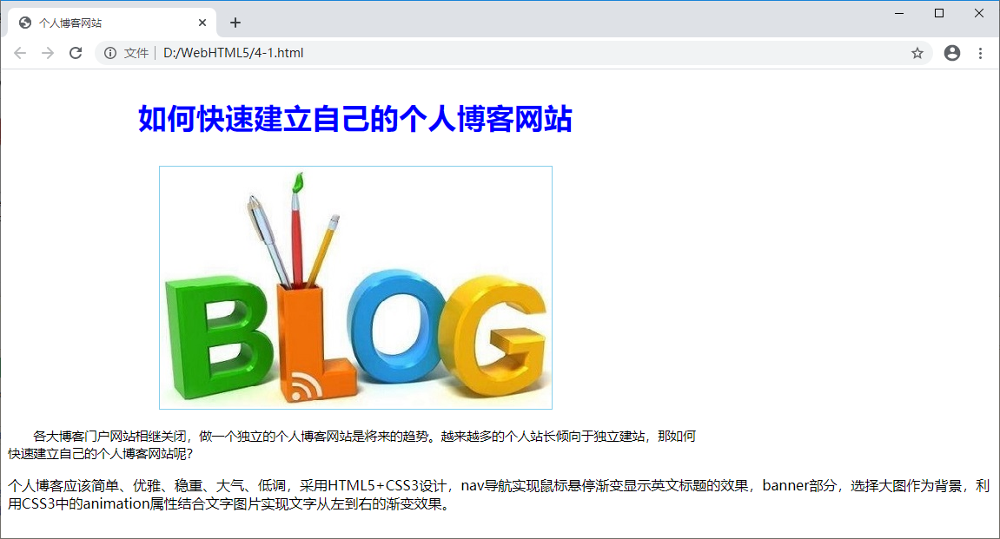 个人博客网站
文件 D:/WebHTML5/4-1.html
如何快速建立自己的个人博客网站
BLOG
各大博客门户网站相继关闭，做一个独立的个人博客网站是将来的趋势。越来越多的个人站长倾向于独立建站，那如何
快速建立自己的个人博客网站呢？
个人博客应该简单、优雅、稳重、大气、低调，采用HTML5+CSS3设计，nav导航实现鼠标悬停渐变显示英文标题的效果，banner部分，选择大图作为背景，利
用CSS3中的animation属性结合文字图片实现文字从左到右的渐变效果。